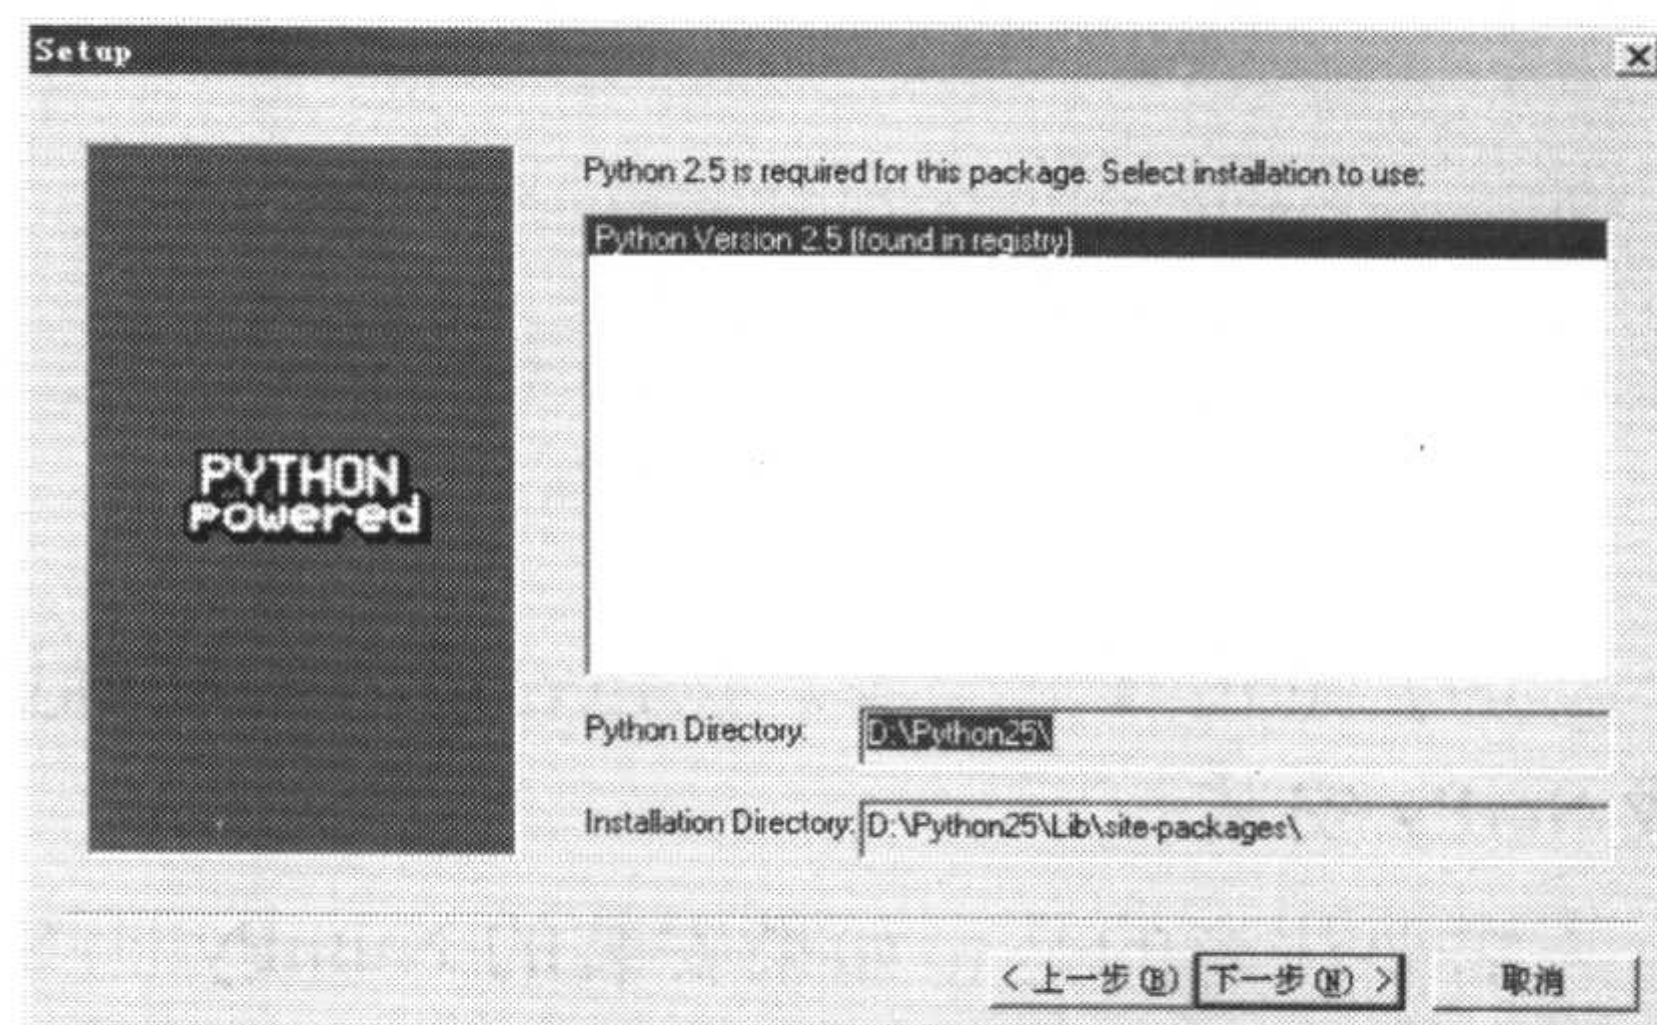 Setup
Python 2.5 is required for this package. Select installation to use:
Python Version 2.5 (found in registry)
PYTHON
powered
Python Directory:
D:\Python25\
Installation Directory:
D:\Python25\Lib\site-packages\
< 上一步(B)
下一步(N) >
取消